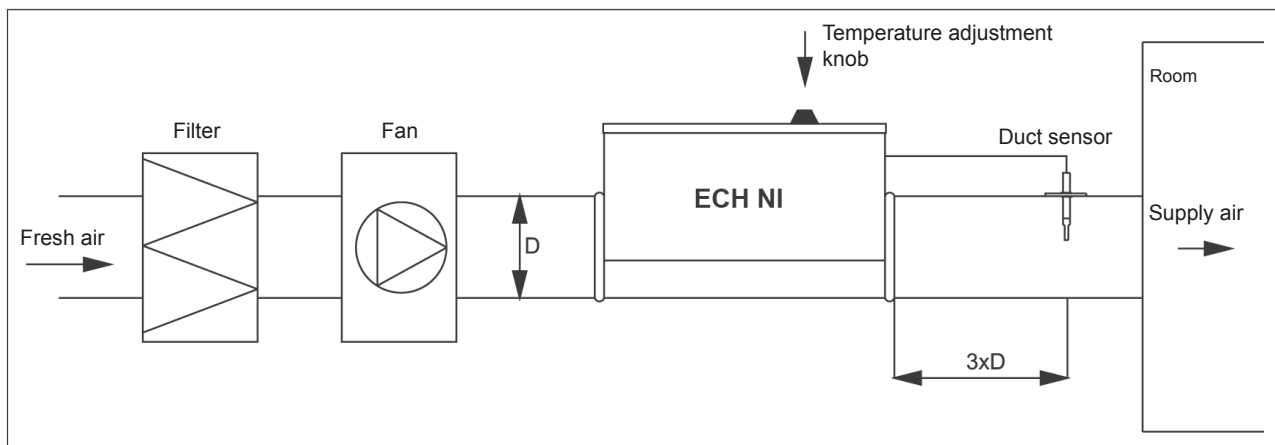 Temperature adjustment
knob
Room
Filter
Fan
Duct sensor
ECH NI
Fresh air
D
Supply air
3xD